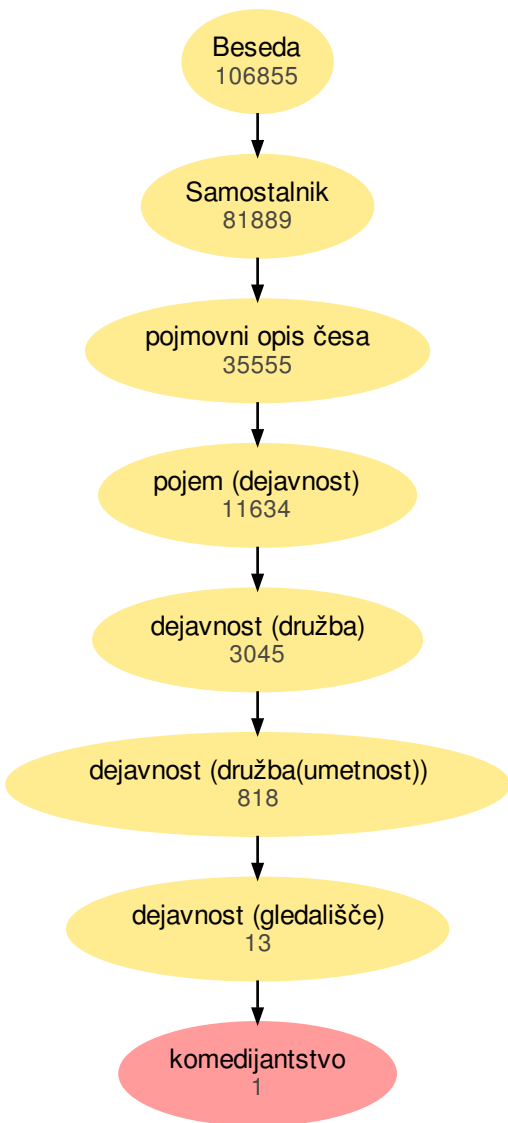 Beseda
106855
Samostalnik
81889
pojmovni opis česa
35555
pojem (dejavnost)
11634
dejavnost (družba)
3045
dejavnost (družba(umetnost))
818
dejavnost (gledališče)
13
komedijantstvo
1